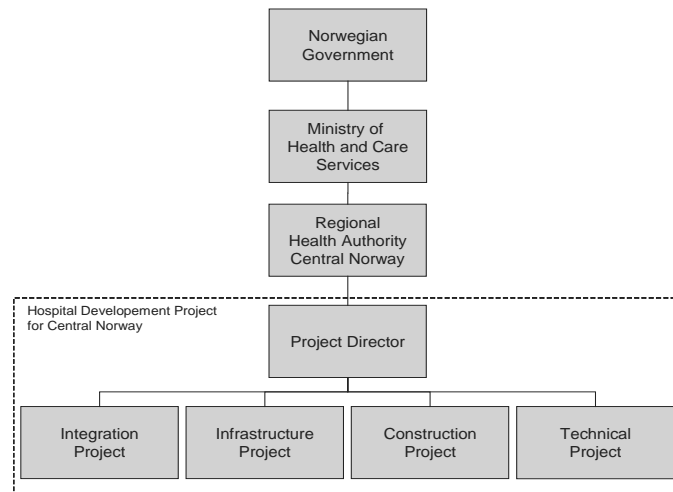 Norwegian
Government
Ministry of
Health and Care
Services
Regional
Health Authority
Central Norway
Hospital Developement Project
for Central Norway
Project Director
Integration
Project
Infrastructure
Project
Construction
Project
Technical
Project